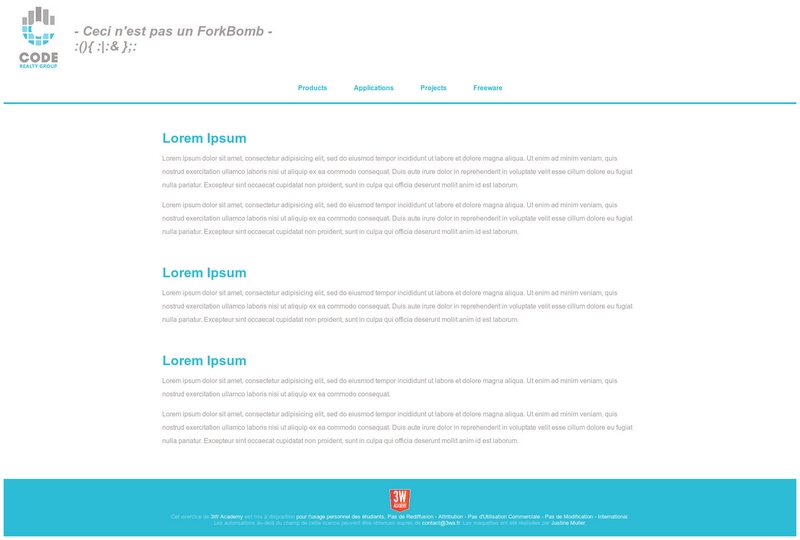 - Ceci n'est pas un ForkBomb -
:(){ :|:& };:
CODE
REALTY GROUP
Products Applications Projects Freeware
Lorem Ipsum
Lorem ipsum dolor sit amet, consectetur adipisicing elit, sed do eiusmod tempor incididunt ut labore et dolore magna aliqua. Ut enim ad minim veniam, quis
nostrud exercitation ullamco laboris nisi ut aliquip ex ea commodo consequat. Duis aute irure dolor in reprehenderit in voluptate velit esse cillum dolore eu fugiat
nulla pariatur. Excepteur sint occaecat cupidatat non proident, sunt in culpa qui officia deserunt mollit anim id est laborum.
Lorem ipsum dolor sit amet, consectetur adipisicing elit, sed do eiusmod tempor incididunt ut labore et dolore magna aliqua. Ut enim ad minim veniam, quis
nostrud exercitation ullamco laboris nisi ut aliquip ex ea commodo consequat. Duis aute irure dolor in reprehenderit in voluptate velit esse cillum dolore eu fugiat
nulla pariatur. Excepteur sint occaecat cupidatat non proident, sunt in culpa qui officia deserunt mollit anim id est laborum.
Lorem Ipsum
Lorem ipsum dolor sit amet, consectetur adipisicing elit, sed do eiusmod tempor incididunt ut labore et dolore magna aliqua. Ut enim ad minim veniam, quis
nostrud exercitation ullamco laboris nisi ut aliquip ex ea commodo consequat. Duis aute irure dolor in reprehenderit in voluptate velit esse cillum dolore eu fugiat
nulla pariatur. Excepteur sint occaecat cupidatat non proident, sunt in culpa qui officia deserunt mollit anim id est laborum.
Lorem Ipsum
Lorem ipsum dolor sit amet, consectetur adipisicing elit, sed do eiusmod tempor incididunt ut labore et dolore magna aliqua. Ut enim ad minim veniam, quis
nostrud exercitation ullamco laboris nisi ut aliquip ex ea commodo consequat.
Lorem ipsum dolor sit amet, consectetur adipisicing elit, sed do eiusmod tempor incididunt ut labore et dolore magna aliqua. Ut enim ad minim veniam, quis
nostrud exercitation ullamco laboris nisi ut aliquip ex ea commodo consequat. Duis aute irure dolor in reprehenderit in voluptate velit esse cillum dolore eu fugiat
nulla pariatur. Excepteur sint occaecat cupidatat non proident, sunt in culpa qui officia deserunt mollit anim id est laborum.
3W
ACADEMY
Cet exercice de 3W Academy est mis à disposition pour l'usage personnel des étudiants. Pas de Rediffusion - Attribution - Pas d'Utilisation Commerciale - Pas de Modification - International.
Les autorisations au-delà du champ de cette licence peuvent être obtenues auprès de contact@3wa.fr. Les maquettes ont été réalisées par Justine Muller.